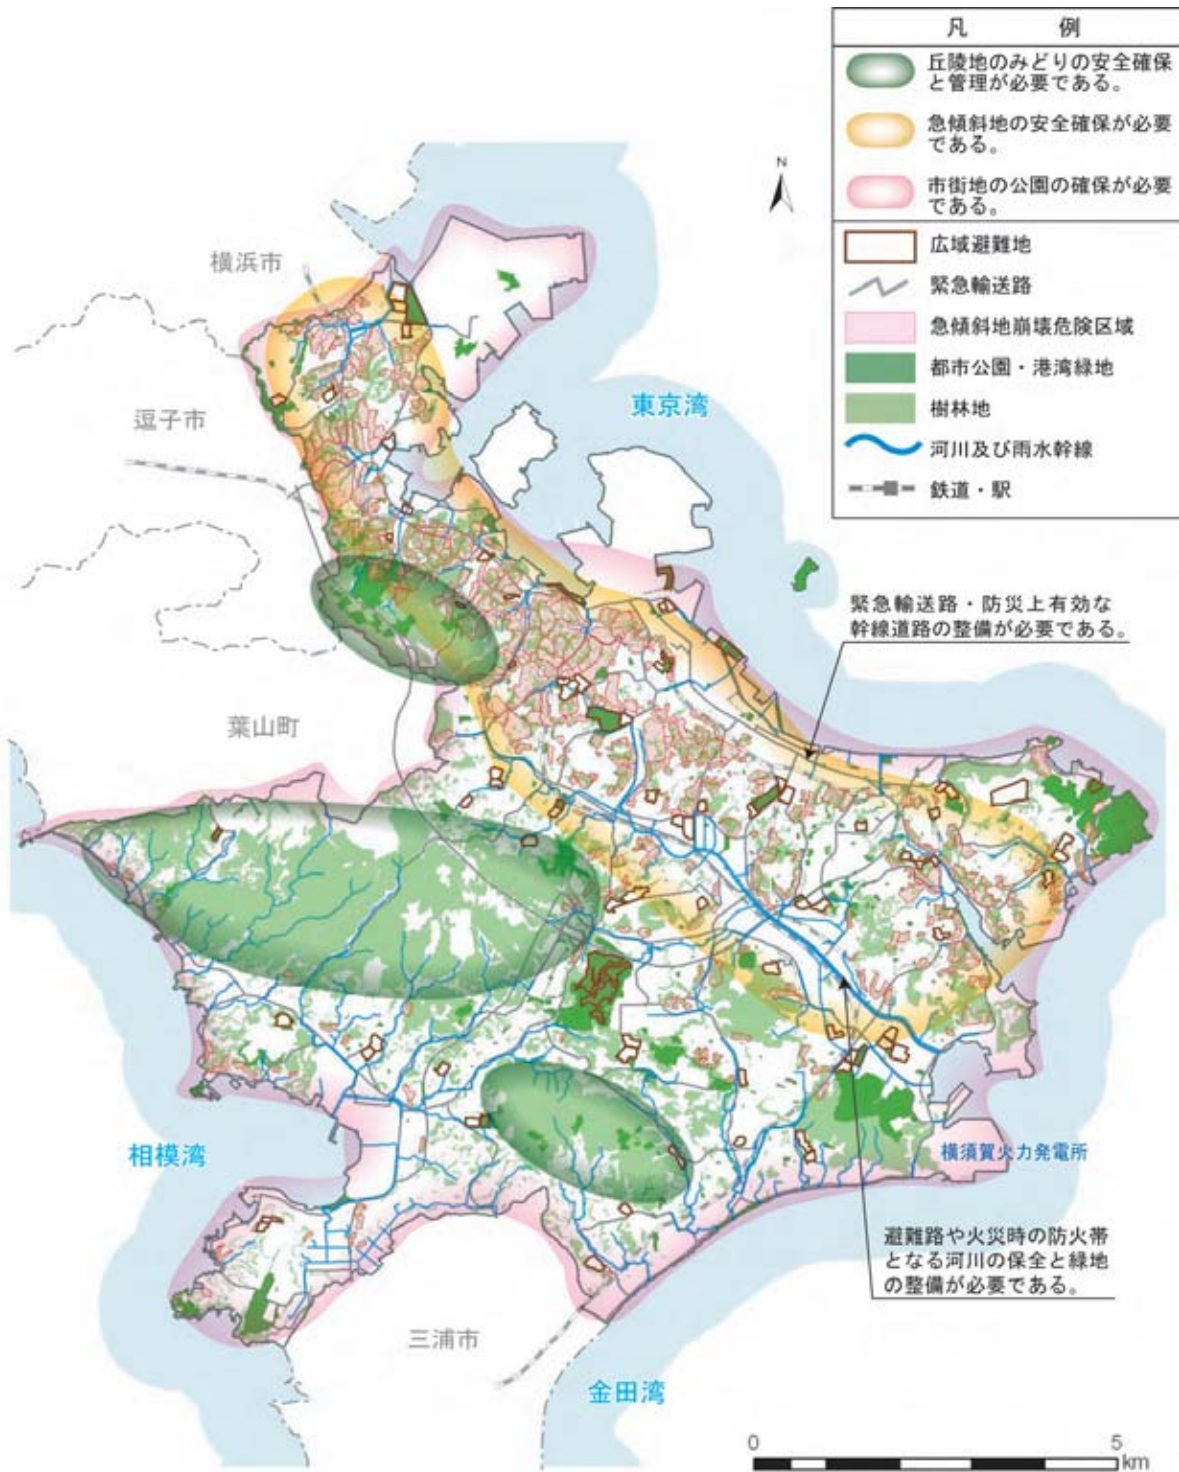 凡 例
丘陵地のみどりの安全確保
と管理が必要である。
急傾斜地の安全確保が必要
である。
市街地の公園の確保が必要
である。
広域避難地
緊急輸送路
急傾斜地崩壊危険区域
都市公園・港湾緑地
樹林地
河川及び雨水幹線
鉄道・駅
N
横浜市
逗子市
東京湾
緊急輸送路・防災上有効な
幹線道路の整備が必要である。
葉山町
相模湾
横須賀火力発電所
避難路や火災時の防火帯
となる河川の保全と緑地
の整備が必要である。
三浦市
金田湾
0 5
km